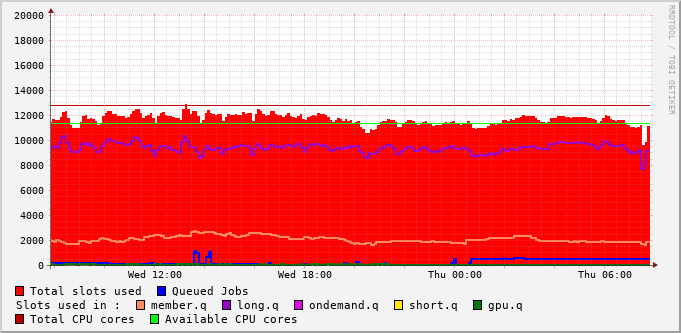 20000
18000
16000
14000
12000
10000
8000
6000
4000
2000
0
Wed 12:00 Wed 18:00 Thu 00:00 Thu 06:00
RRDTOOL / TOBI OETIKER
Total slots used Queued Jobs
Slots used in : member.q long.q ondemand.q short.q gpu.q
Total CPU cores Available CPU cores